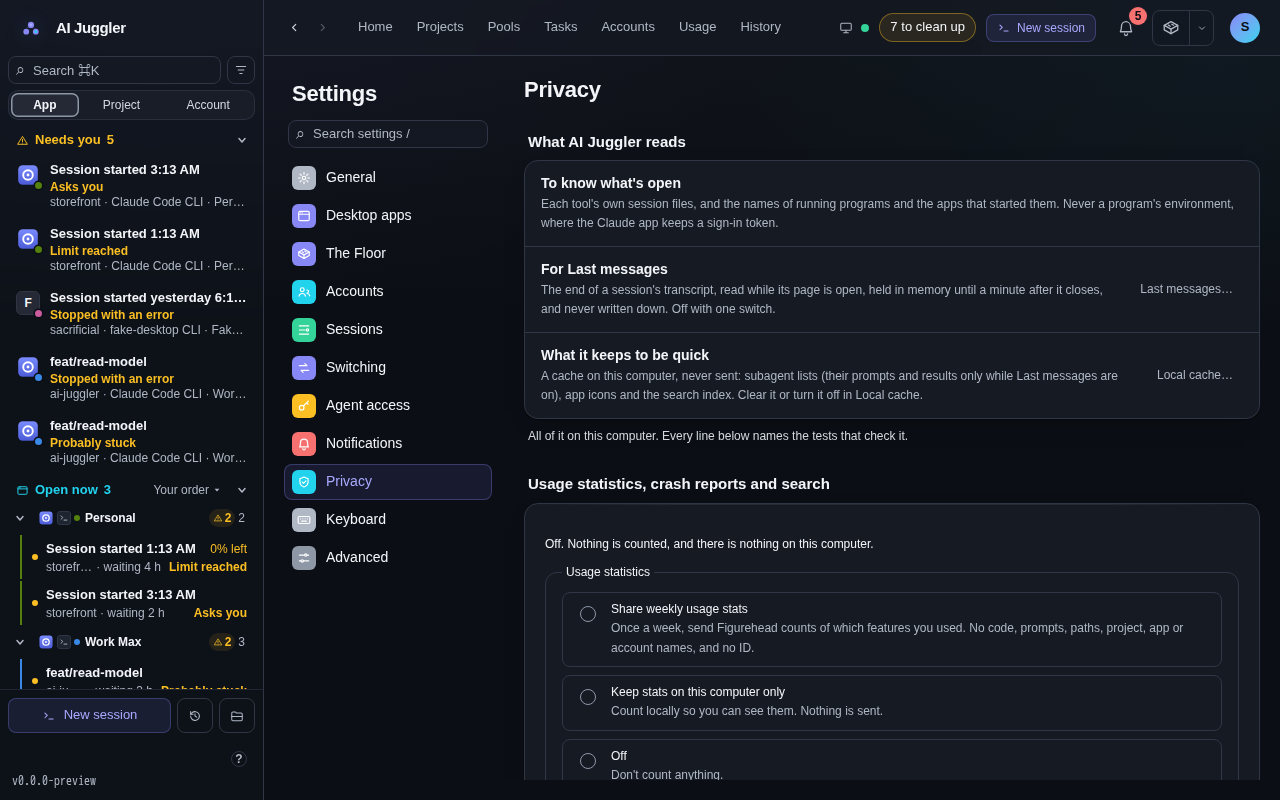 AI Juggler
Search ⌘K
App
Project
Account
Needs you 5
Session started 3:13 AM
Asks you
storefront · Claude Code CLI · Per…
Session started 1:13 AM
Limit reached
storefront · Claude Code CLI · Per…
F
Session started yesterday 6:1…
Stopped with an error
sacrificial · fake-desktop CLI · Fak…
feat/read-model
Stopped with an error
ai-juggler · Claude Code CLI · Wor…
feat/read-model
Probably stuck
ai-juggler · Claude Code CLI · Wor…
Open now 3
Your order
Personal
2 2
Session started 1:13 AM 0% left
storefr… · waiting 4 h Limit reached
Session started 3:13 AM
storefront · waiting 2 h Asks you
Work Max
2 3
feat/read-model
New session
?
v0.0.0-preview
Home
Projects
Pools
Tasks
Accounts
Usage
History
7 to clean up
New session
5
S
Settings
Search settings /
General
Desktop apps
The Floor
Accounts
Sessions
Switching
Agent access
Notifications
Privacy
Keyboard
Advanced
Privacy
What AI Juggler reads
To know what's open
Each tool's own session files, and the names of running programs and the apps that started them. Never a program's environment,
where the Claude app keeps a sign-in token.
For Last messages
The end of a session's transcript, read while its page is open, held in memory until a minute after it closes,
and never written down. Off with one switch.
Last messages…
What it keeps to be quick
A cache on this computer, never sent: subagent lists (their prompts and results only while Last messages are
on), app icons and the search index. Clear it or turn it off in Local cache.
Local cache…
All of it on this computer. Every line below names the tests that check it.
Usage statistics, crash reports and search
Off. Nothing is counted, and there is nothing on this computer.
Usage statistics
Share weekly usage stats
Once a week, send Figurehead counts of which features you used. No code, prompts, paths, project, app or
account names, and no ID.
Keep stats on this computer only
Count locally so you can see them. Nothing is sent.
Off
Don't count anything.